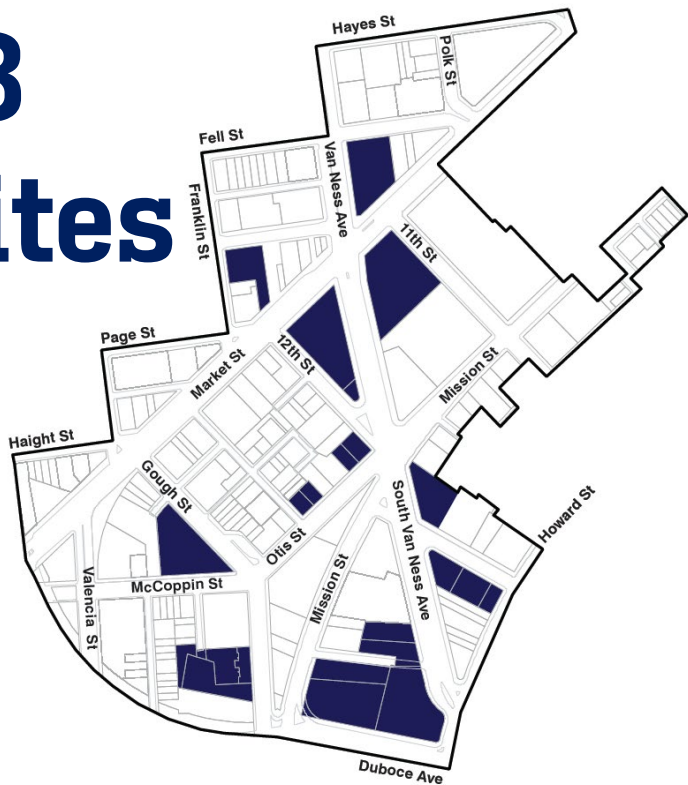 3
ites
Hayes St
Polk St
Fell St
Van Ness Ave
Franklin St
11th St
Page St
Market St
12th St
Mission St
Haight St
Gough St
South Van Ness Ave
Howard St
Otis St
Mission St
McCoppin St
Valencia St
Duboce Ave